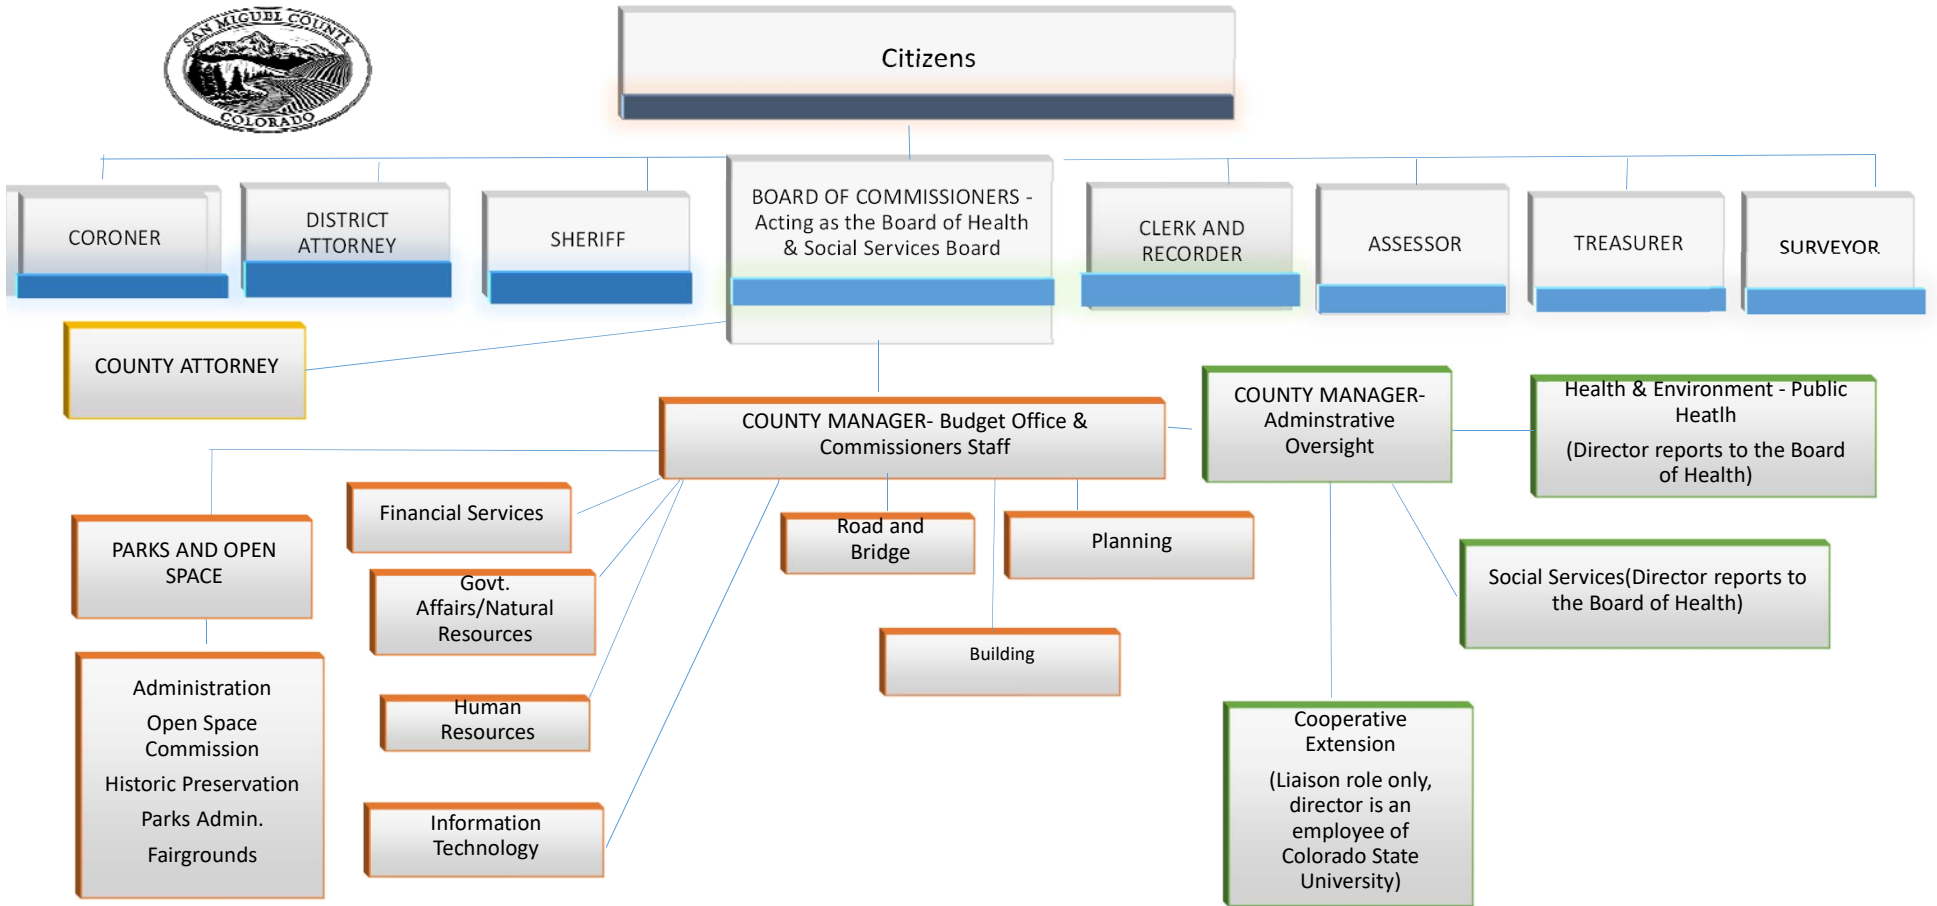 SAN MIGUEL COUNTY
COLORADO
Citizens
CORONER
DISTRICT
ATTORNEY
SHERIFF
BOARD OF COMMISSIONERS -
Acting as the Board of Health
& Social Services Board
CLERK AND
RECORDER
ASSESSOR
TREASURER
SURVEYOR
COUNTY ATTORNEY
COUNTY MANAGER- Budget Office &
Commissioners Staff
COUNTY MANAGER-
Adminstrative
Oversight
Health & Environment - Public
Heatlh
(Director reports to the Board
of Health)
PARKS AND OPEN
SPACE
Financial Services
Govt.
Affairs/Natural
Resources
Human
Resources
Information
Technology
Road and
Bridge
Planning
Building
Social Services(Director reports to
the Board of Health)
Administration
Open Space
Commission
Historic Preservation
Parks Admin.
Fairgrounds
Cooperative
Extension
(Liaison role only,
director is an
employee of
Colorado State
University)